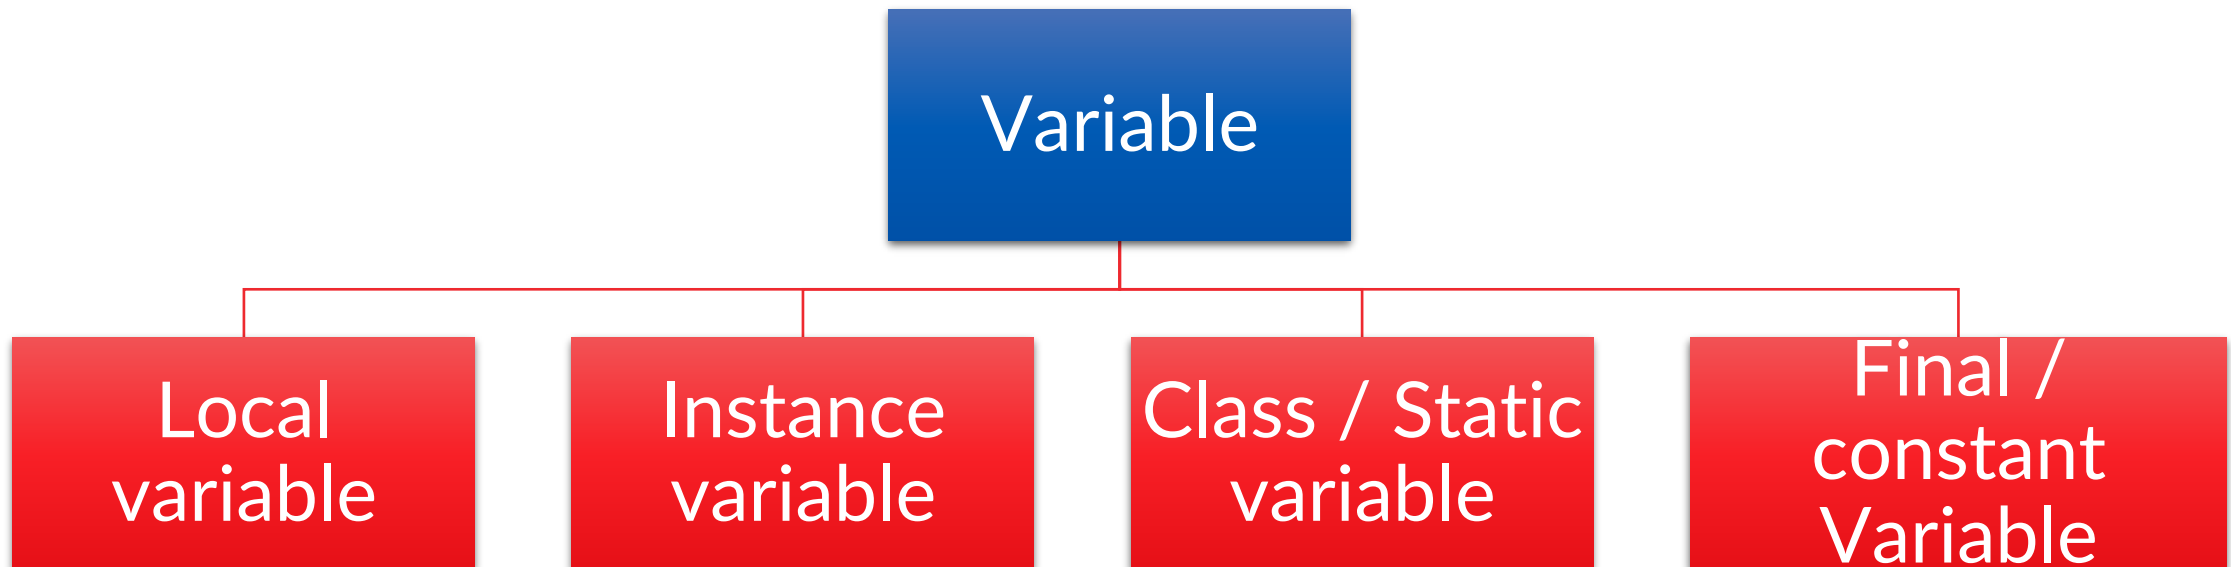 Variable
Local
variable
Instance
variable
Class / Static
variable
Final /
constant
Variable